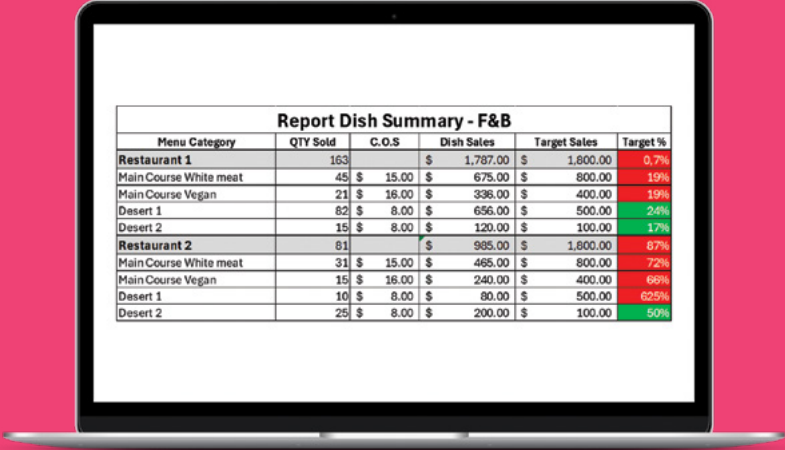 Report Dish Summary - F&B
Menu Category QTY Sold C.O.S Dish Sales Target Sales Target %
Restaurant 1 163 $ 1,787.00 $ 1,800.00 0,7%
Main Course White meat 45 $ 15.00 $ 675.00 $ 800.00 19%
Main Course Vegan 21 $ 16.00 $ 336.00 $ 400.00 19%
Desert 1 82 $ 8.00 $ 656.00 $ 500.00 24%
Desert 2 15 $ 8.00 $ 120.00 $ 100.00 17%
Restaurant 2 81 $ 985.00 $ 1,800.00 87%
Main Course White meat 31 $ 15.00 $ 465.00 $ 800.00 72%
Main Course Vegan 15 $ 16.00 $ 240.00 $ 400.00 66%
Desert 1 10 $ 8.00 $ 80.00 $ 500.00 625%
Desert 2 25 $ 8.00 $ 200.00 $ 100.00 50%